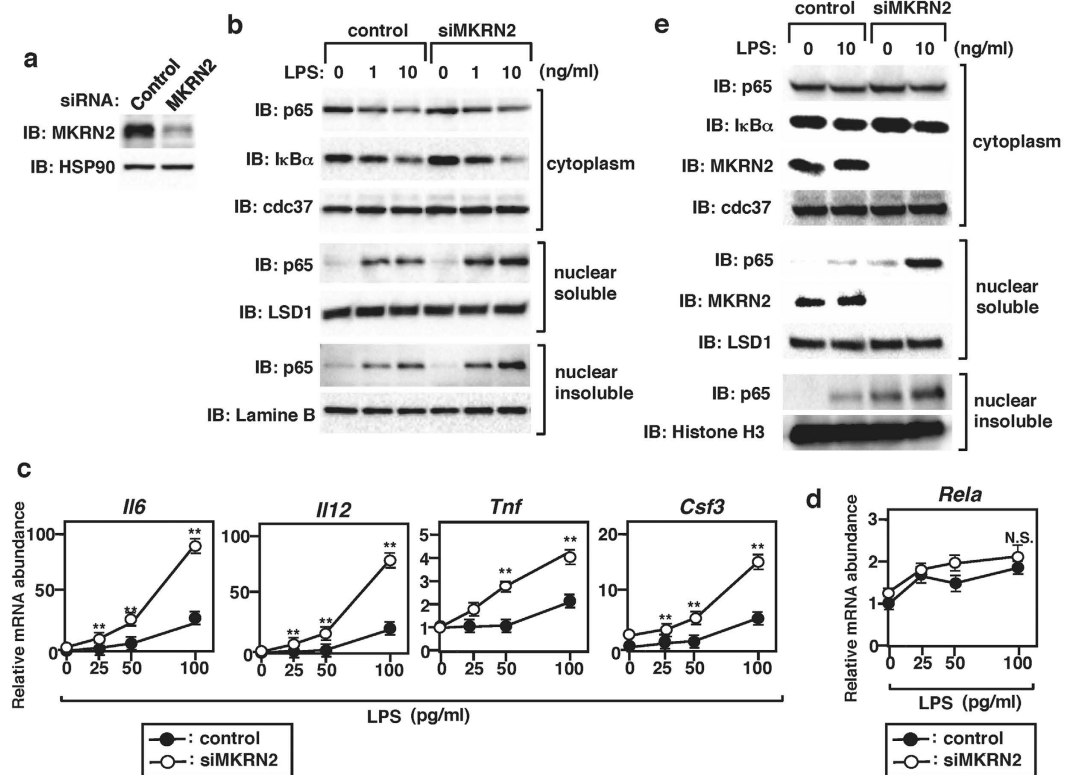 a
siRNA: Control MKRN2
IB: MKRN2
IB: HSP90
b
control siMKRN2
LPS: 0 1 10 0 1 10 (ng/ml)
IB: p65
IB: IκBα
IB: cdc37
cytoplasm
IB: p65
IB: LSD1
nuclear
soluble
IB: p65
IB: Lamine B
nuclear
insoluble
e
control siMKRN2
LPS: 0 10 0 10 (ng/ml)
IB: p65
IB: IκBα
IB: MKRN2
IB: cdc37
cytoplasm
IB: p65
IB: MKRN2
IB: LSD1
nuclear
soluble
IB: p65
IB: Histone H3
nuclear
insoluble
c
Relative mRNA abundance
Il6
100
50
0
** ** **
0 25 50 100
Il12
100
50
0
** ** **
0 25 50 100
Tnf
5
4
3
2
1
0
** **
0 25 50 100
Csf3
20
10
0
** ** **
0 25 50 100
LPS (pg/ml)
: control
: siMKRN2
d
Relative mRNA abundance
Rela
3
2
1
0
N.S.
0 25 50 100
LPS (pg/ml)
: control
: siMKRN2